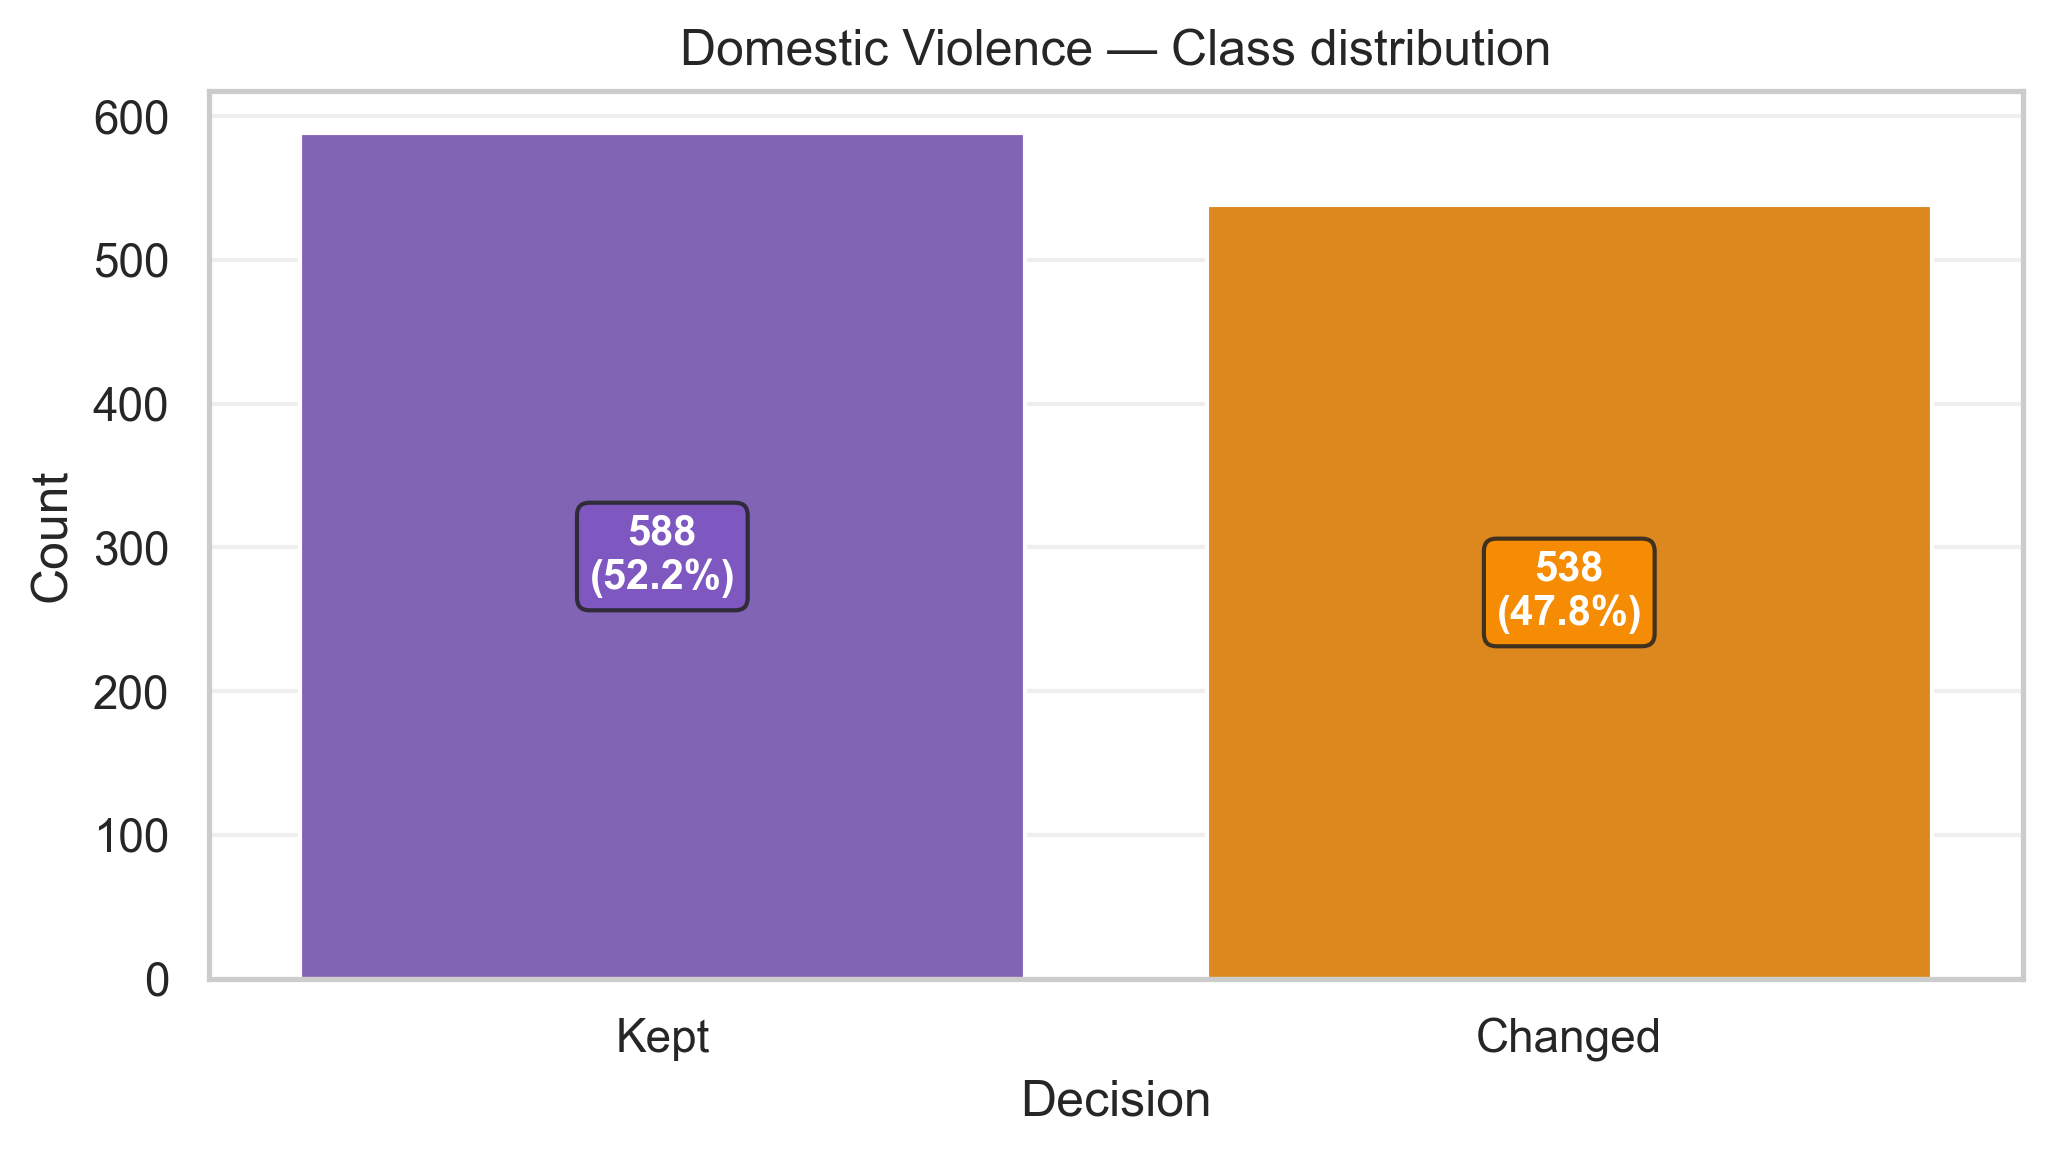 Domestic Violence — Class distribution
600
500
400
300
200
100
0
Count
588
(52.2%)
538
(47.8%)
Kept
Changed
Decision